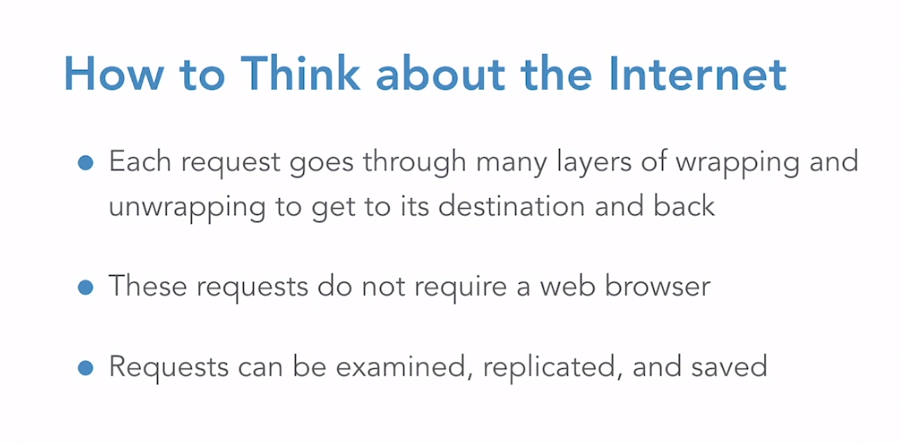 How to Think about the Internet
● Each request goes through many layers of wrapping and
unwrapping to get to its destination and back
● These requests do not require a web browser
● Requests can be examined, replicated, and saved